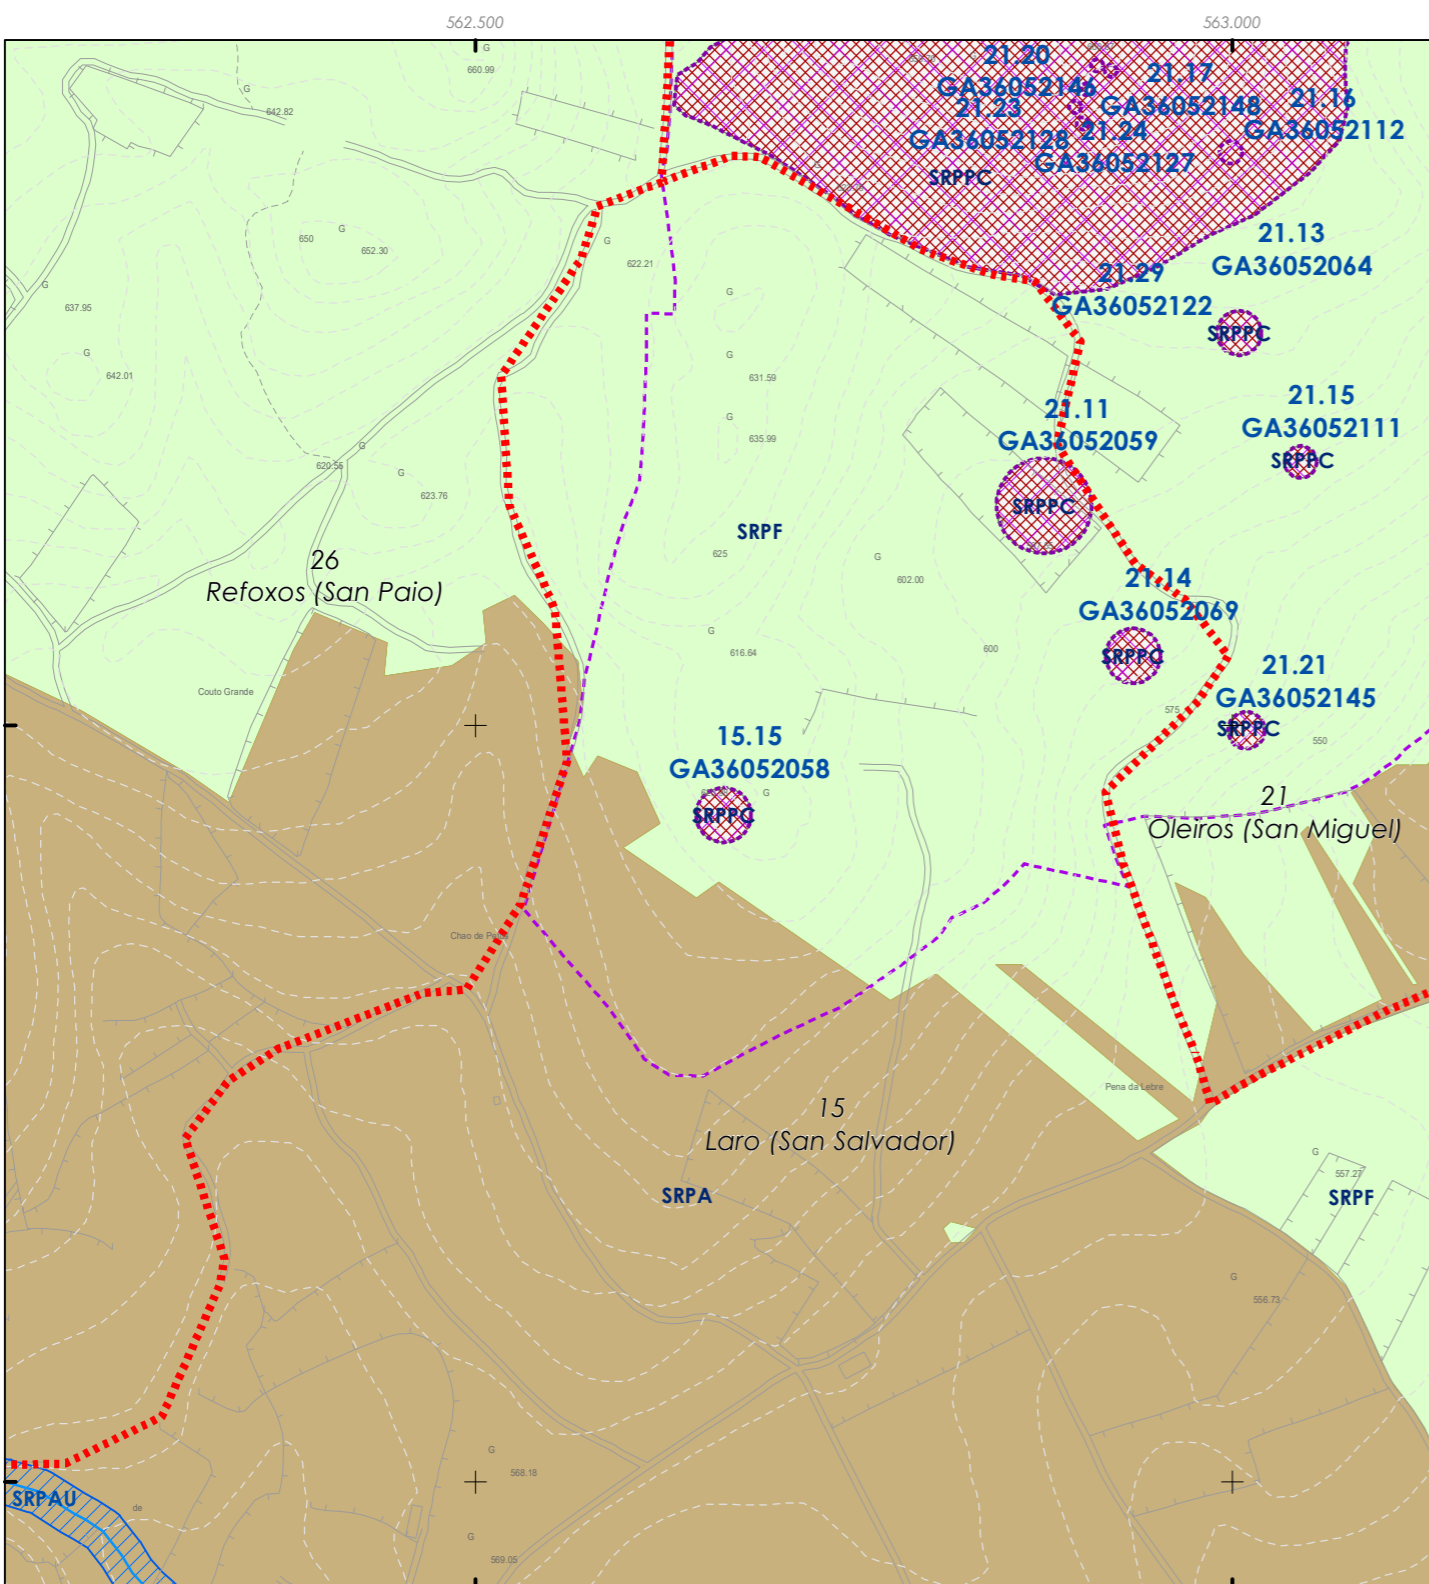 562.500
563.000
G
660.99
G
642.82
21.20
GA36052146
21.17
GA36052148
21.16
GA36052112
21.23
GA36052128
21.24
GA36052127
SRPPC
G
650
G
652.30
G
622.21
21.13
GA36052064
21.29
GA36052122
G
637.95
G
G
642.01
SRPPC
G
631.59
G
635.99
21.15
GA36052111
SRPPC
21.11
GA36052059
SRPPC
G
620.55
G
623.76
SRPF
625
G
602.00
26
Refoxos (San Paio)
21.14
GA36052069
SRPPC
G
616.64
600
21.21
GA36052145
SRPPC
575
550
Couto Grande
15.15
GA36052058
G
SRPPC
21
Oleiros (San Miguel)
Chao de Pinos
Pena da Lebre
15
Laro (San Salvador)
G
557.27
SRPF
SRPA
G
556.73
G
568.18
SRPAU
de
G
569.05